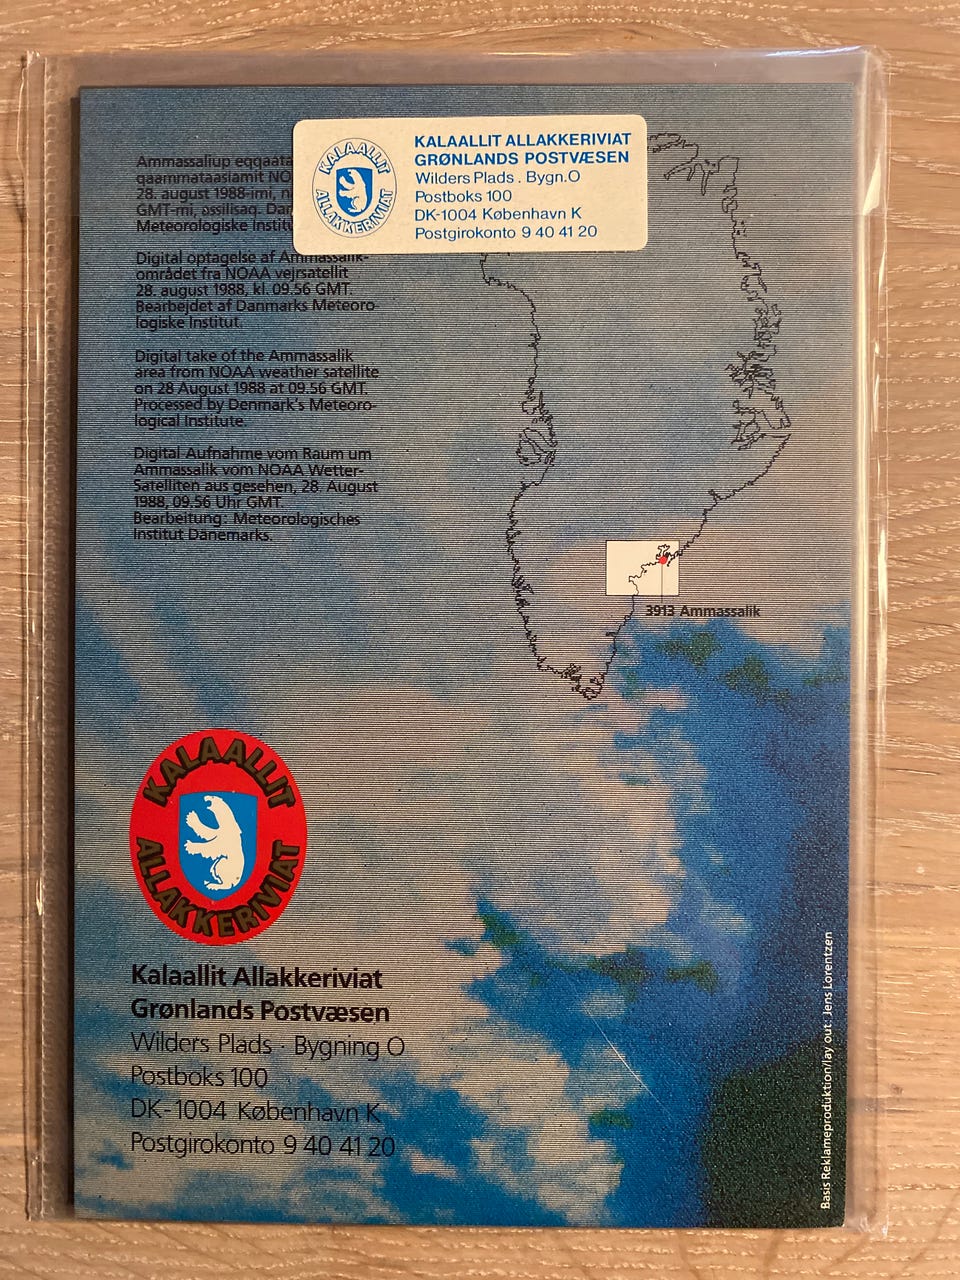 KALAALLIT ALLAKKERIVIAT
GRØNLANDS POSTVÆSEN
Wilders Plads . Bygn.O
Postboks 100
DK-1004 København K
Postgirokonto 9 40 41 20
KALAALLIT
ALLAKKERIVIAT
Ammassaliup eqqaata
qaammataasiamit NO
28. august 1988-imi,
GMT-mi, assilisaq. Dan
Meteorologiske Institu
Digital optagelse af Ammassalik-
området fra NOAA vejrsatellit
28. august 1988, kl. 09.56 GMT.
Bearbejdet af Danmarks Meteoro-
logiske Institut.
Digital take of the Ammassalik
area from NOAA weather satellite
on 28 August 1988 at 09.56 GMT.
Processed by Denmark's Meteoro-
logical Institute.
Digital Aufnahme vom Raum um
Ammassalik vom NOAA Wetter-
Satelliten aus gesehen, 28. August
1988, 09.56 Uhr GMT.
Bearbeitung: Meteorologisches
Institut Dänemarks.
3913 Ammassalik
KALAALLIT
ALLAKKERIVIAT
Kalaallit Allakkeriviat
Grønlands Postvæsen
Wilders Plads · Bygning O
Postboks 100
DK-1004 København K
Postgirokonto 9 40 41 20
Basis Reklameproduktion/lay out Jens Lorentzen